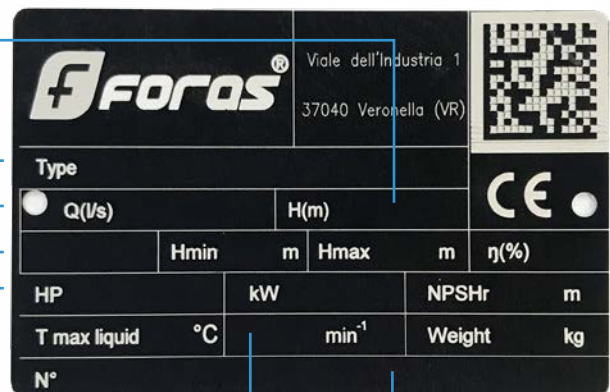 foras®
Viale dell'Industria 1
37040 Veronella (VR)
Type
CE
Q(l/s) H(m)
Hmin m Hmax m η(%)
HP kW NPSHr m
T max liquid °C min⁻¹ Weight kg
N°